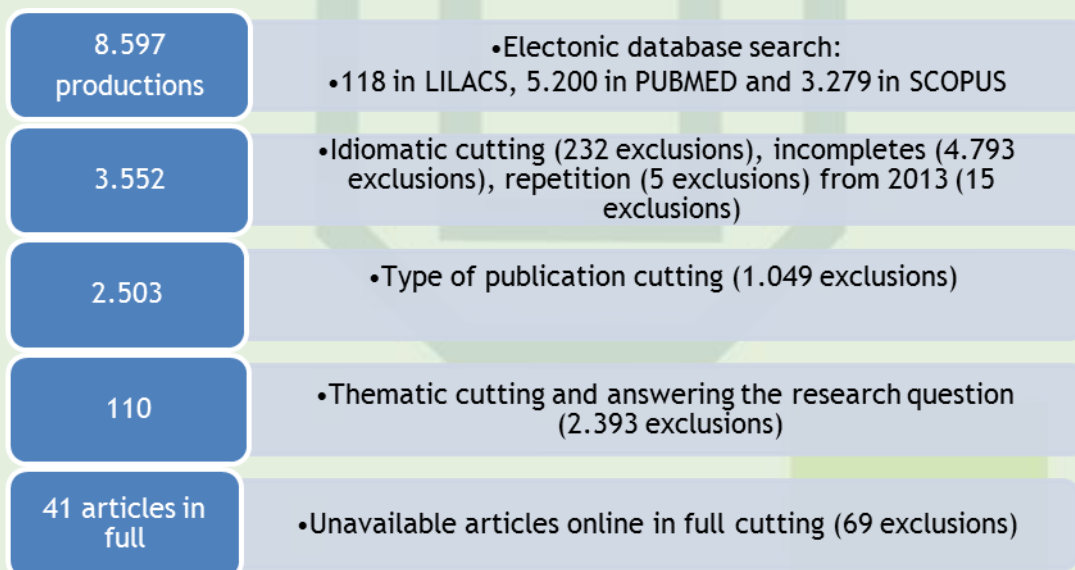 8.597
productions
•Electonic database search:
•118 in LILACS, 5.200 in PUBMED and 3.279 in SCOPUS
3.552
•Idiomatic cutting (232 exclusions), incompletes (4.793
exclusions), repetition (5 exclusions) from 2013 (15
exclusions)
2.503
•Type of publication cutting (1.049 exclusions)
110
•Thematic cutting and answering the research question
(2.393 exclusions)
41 articles in
full
•Unavailable articles online in full cutting (69 exclusions)